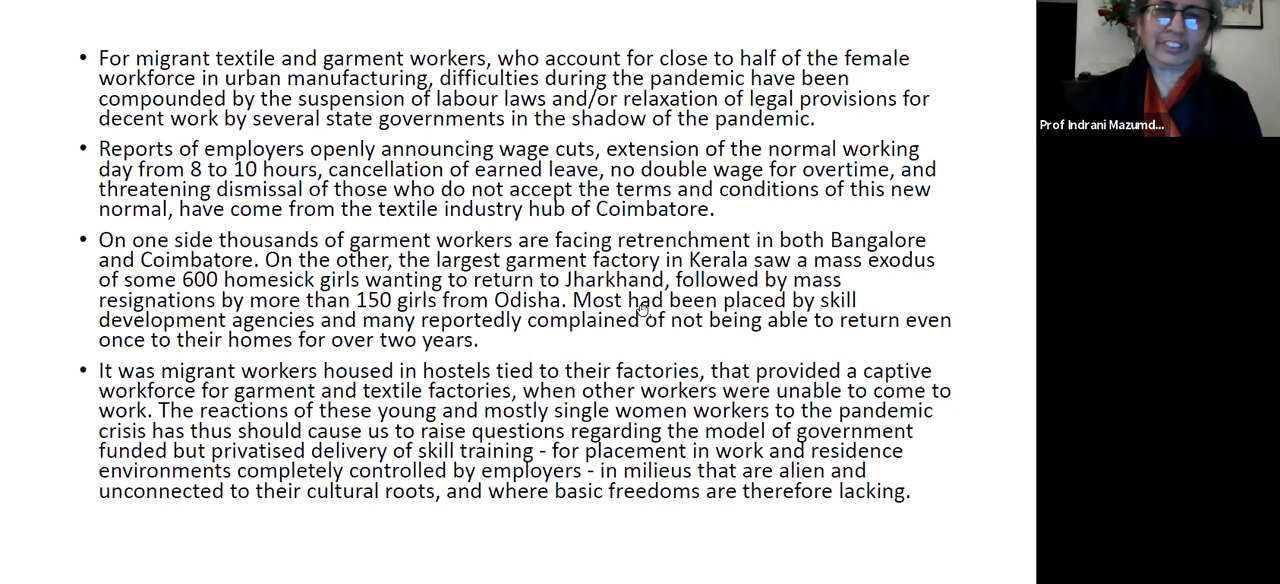 • For migrant textile and garment workers, who account for close to half of the female
workforce in urban manufacturing, difficulties during the pandemic have been
compounded by the suspension of labour laws and/or relaxation of legal provisions for
decent work by several state governments in the shadow of the pandemic.
• Reports of employers openly announcing wage cuts, extension of the normal working
day from 8 to 10 hours, cancellation of earned leave, no double wage for overtime, and
threatening dismissal of those who do not accept the terms and conditions of this new
normal, have come from the textile industry hub of Coimbatore.
• On one side thousands of garment workers are facing retrenchment in both Bangalore
and Coimbatore. On the other, the largest garment factory in Kerala saw a mass exodus
of some 600 homesick girls wanting to return to Jharkhand, followed by mass
resignations by more than 150 girls from Odisha. Most had been placed by skill
development agencies and many reportedly complained of not being able to return even
once to their homes for over two years.
• It was migrant workers housed in hostels tied to their factories, that provided a captive
workforce for garment and textile factories, when other workers were unable to come to
work. The reactions of these young and mostly single women workers to the pandemic
crisis has thus should cause us to raise questions regarding the model of government
funded but privatised delivery of skill training - for placement in work and residence
environments completely controlled by employers - in milieus that are alien and
unconnected to their cultural roots, and where basic freedoms are therefore lacking.
Prof Indrani Mazumd...